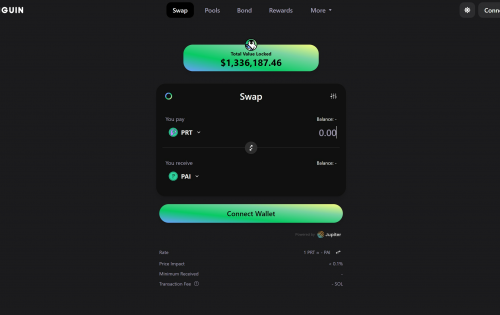 GUIN
Swap
Pools
Bond
Rewards
More
Conne
Total Value Locked
$1,336,187.46
Swap
You pay
Balance: -
PRT
0.00
You receive
Balance: -
PAI
Connect Wallet
Powered by Jupiter
Rate
1 PRT ≈ - PAI
Price Impact
< 0.1%
Minimum Received
-
Transaction Fee
- SOL